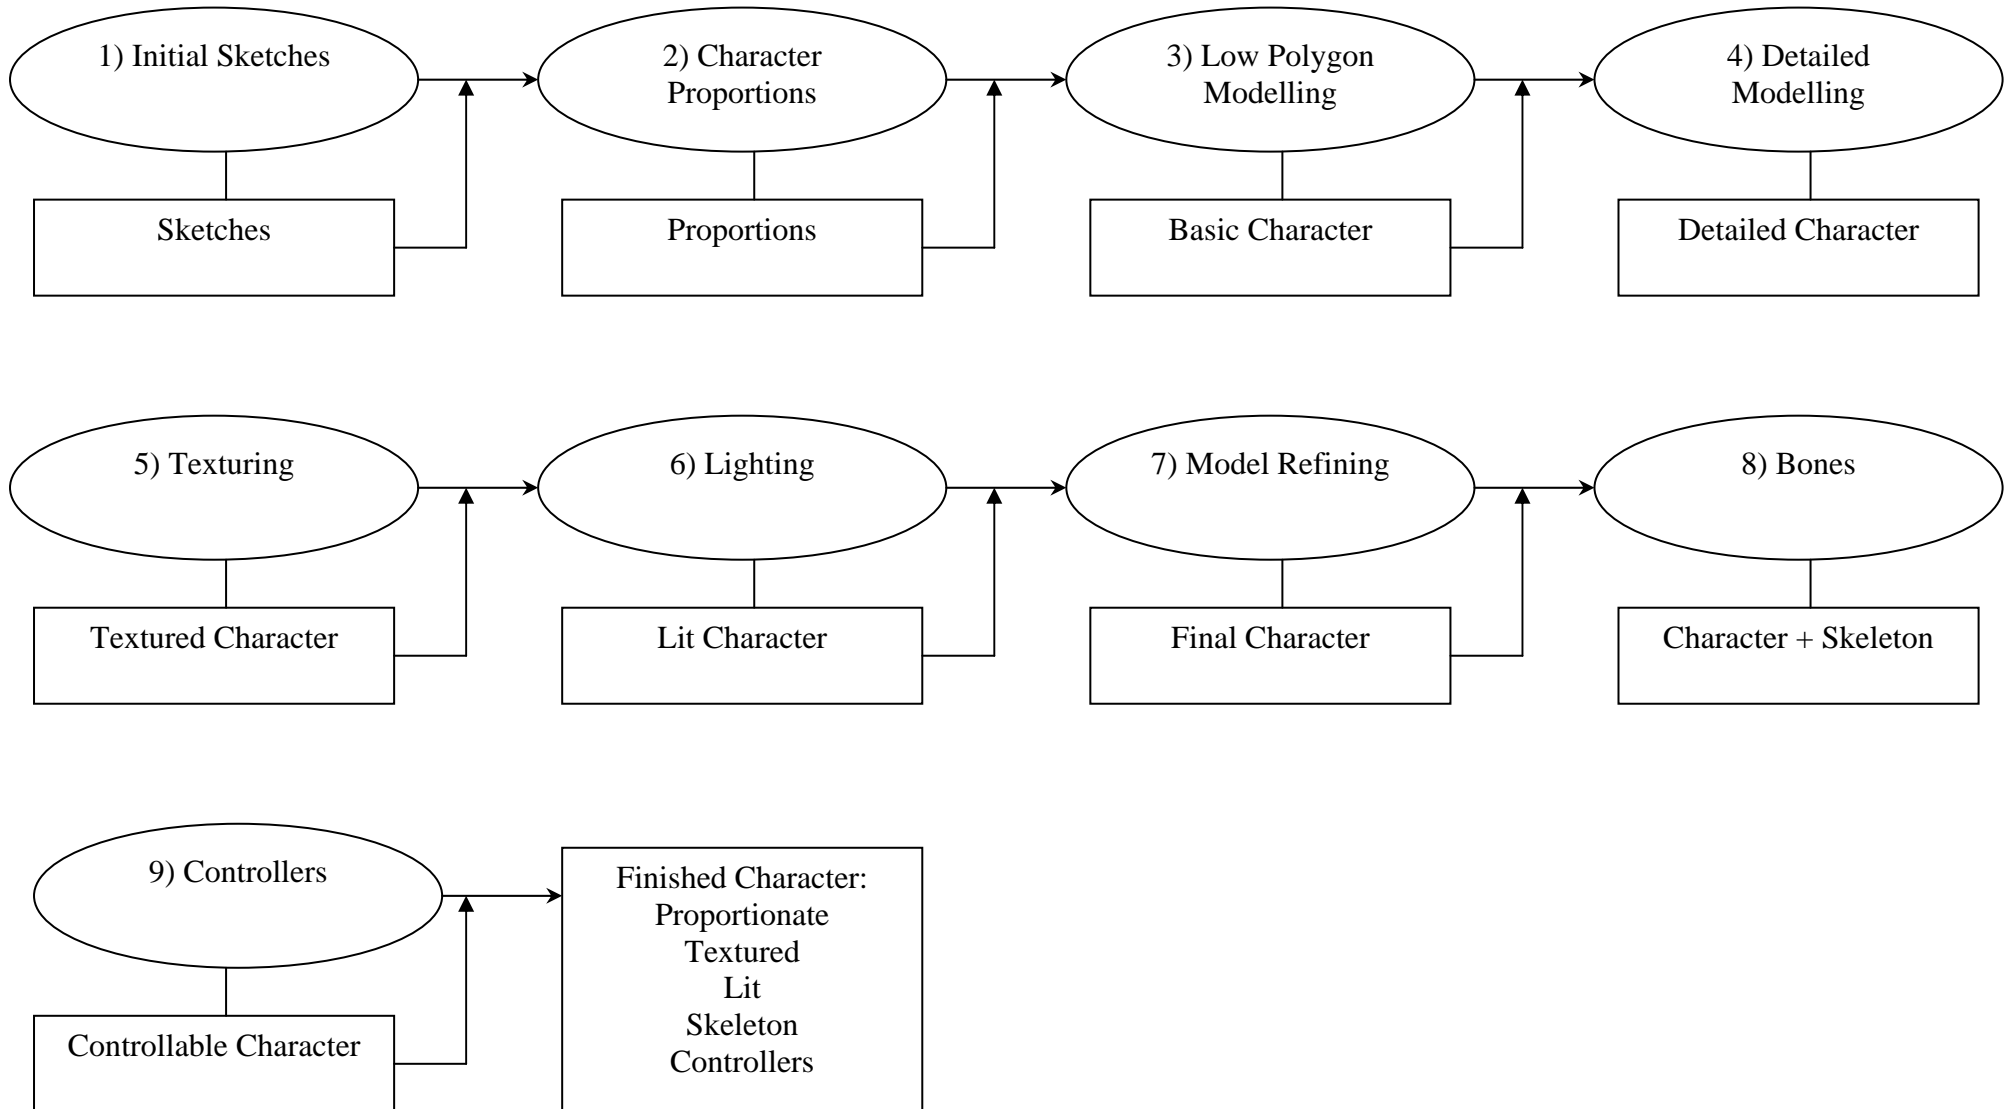 1) Initial Sketches
2) Character
Proportions
3) Low Polygon
Modelling
4) Detailed
Modelling
Sketches
Proportions
Basic Character
Detailed Character
5) Texturing
6) Lighting
7) Model Refining
8) Bones
Textured Character
Lit Character
Final Character
Character + Skeleton
9) Controllers
Controllable Character
Finished Character:
Proportionate
Textured
Lit
Skeleton
Controllers